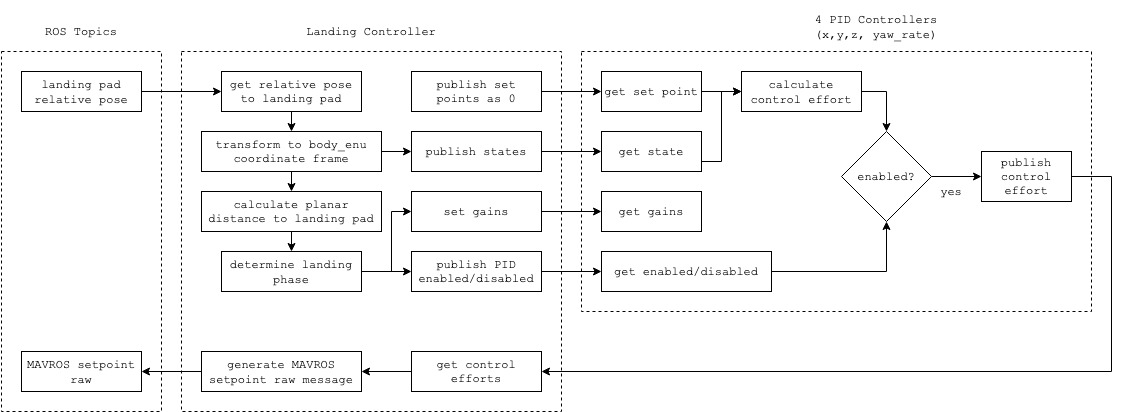 ROS Topics
Landing Controller
4 PID Controllers
(x,y,z, yaw_rate)
landing pad
relative pose
get relative pose
to landing pad
publish set
points as 0
get set point
calculate
control effort
transform to body_enu
coordinate frame
publish states
get state
enabled?
yes
publish
control
effort
calculate planar
distance to landing pad
set gains
get gains
determine landing
phase
publish PID
enabled/disabled
get enabled/disabled
MAVROS setpoint
raw
generate MAVROS
setpoint raw message
get control
efforts